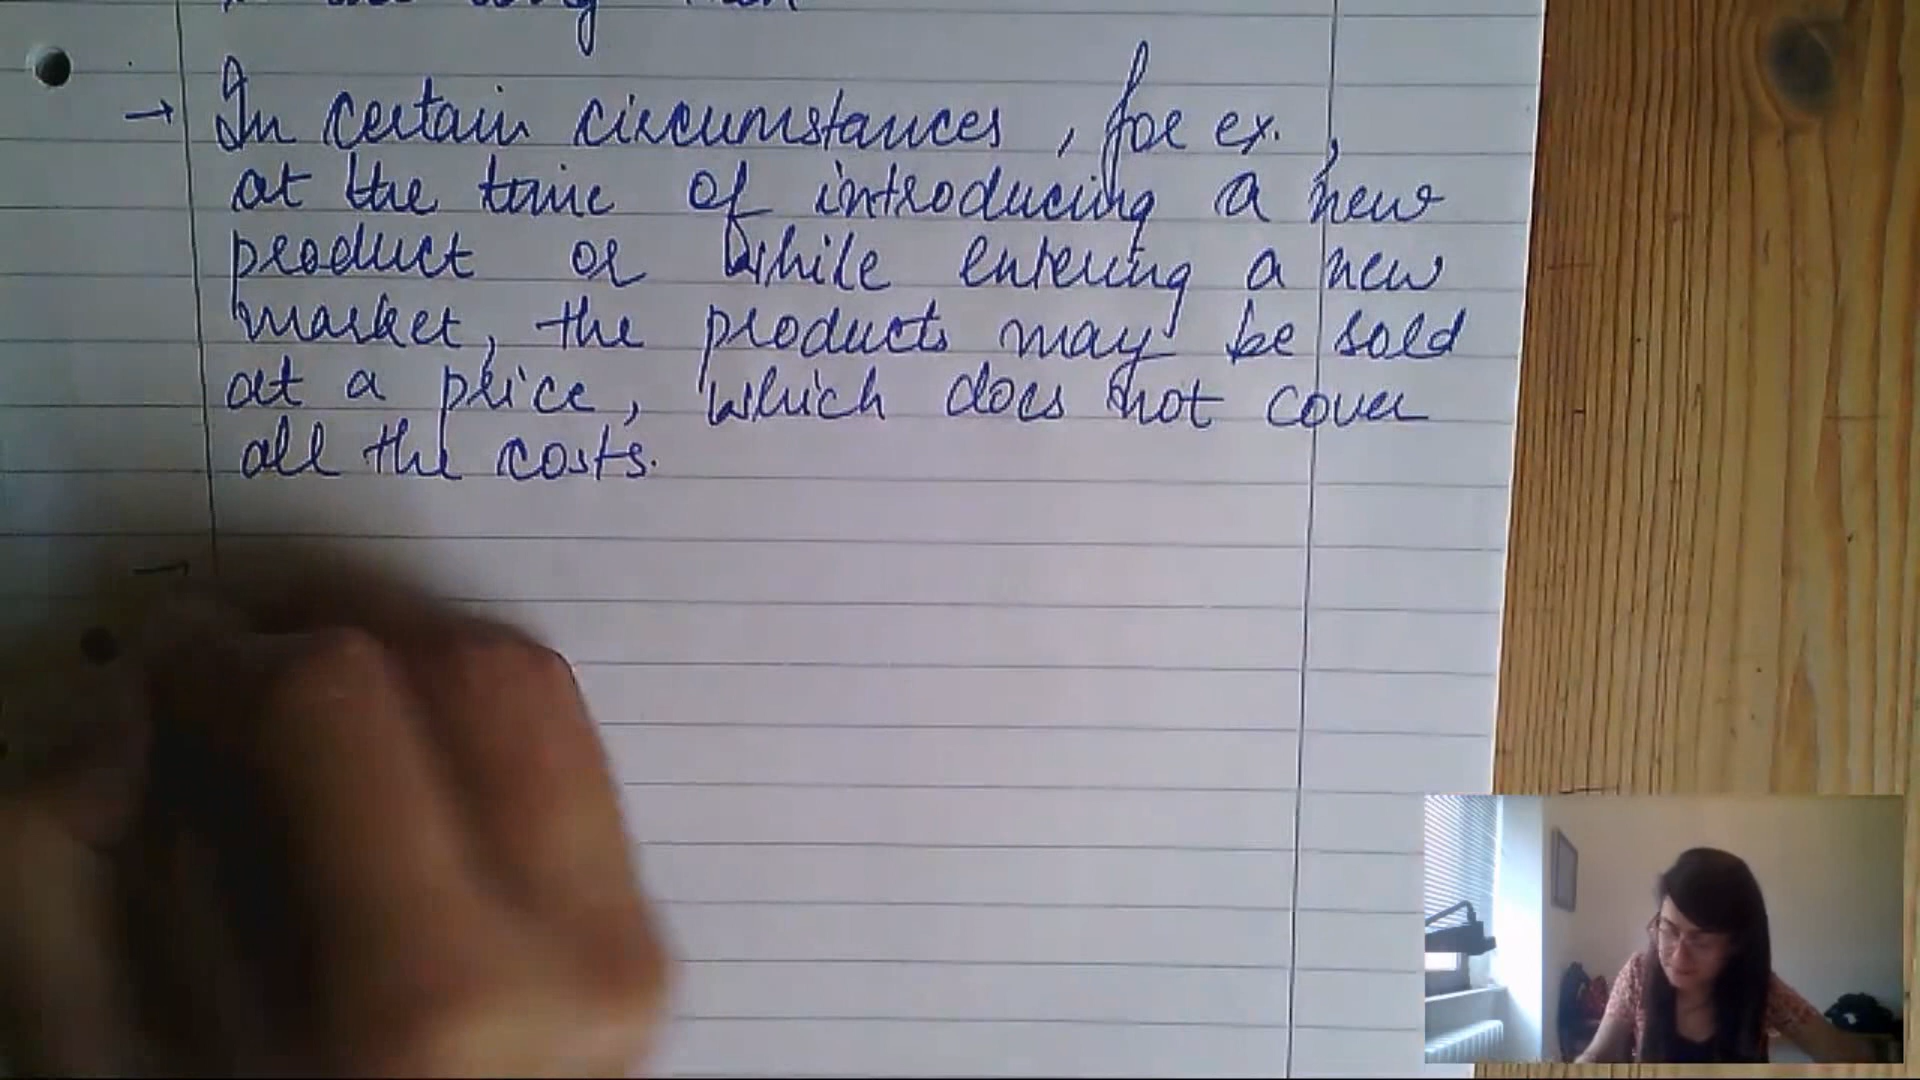 → In certain circumstances, for ex.,
at the time of introducing a new
product or while entering a new
market, the products may be sold
at a price, which does not cover
all the costs.
→